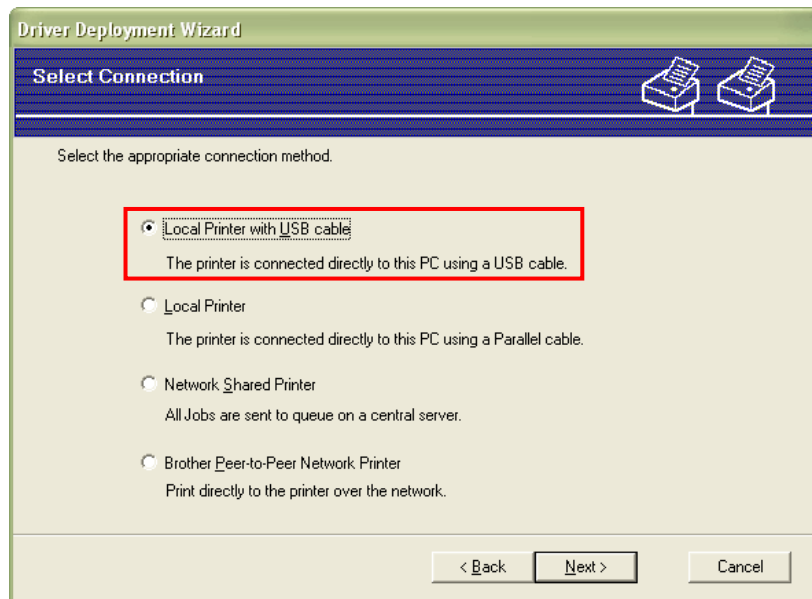 Driver Deployment Wizard
Select Connection
Select the appropriate connection method.
Local Printer with USB cable
The printer is connected directly to this PC using a USB cable.
Local Printer
The printer is connected directly to this PC using a Parallel cable.
Network Shared Printer
All Jobs are sent to queue on a central server.
Brother Peer-to-Peer Network Printer
Print directly to the printer over the network.
< Back Next > Cancel